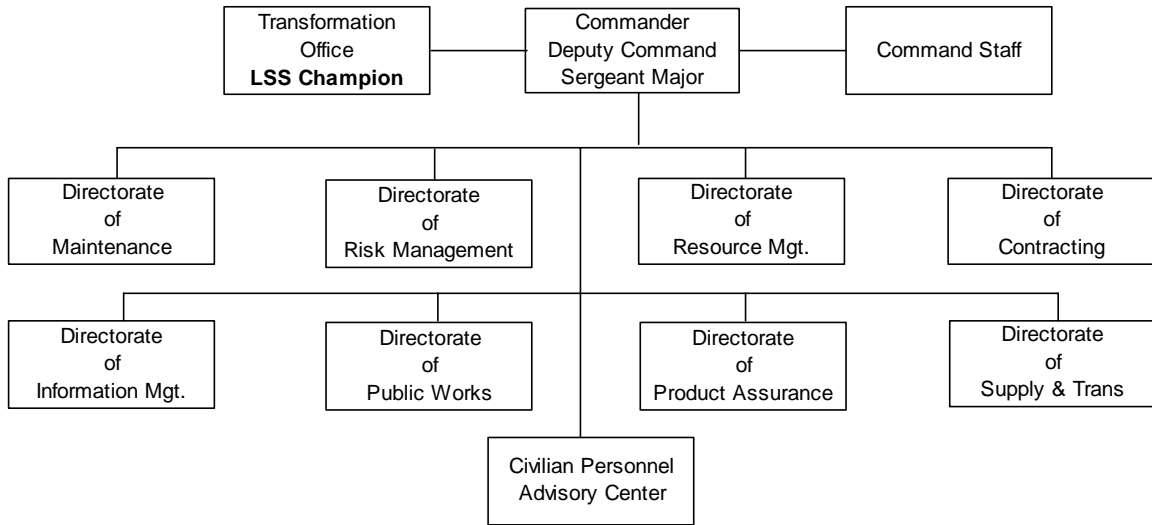 Transformation
Office
LSS Champion
Commander
Deputy Command
Sergeant Major
Command Staff
Directorate
of
Maintenance
Directorate
of
Risk Management
Directorate
of
Resource Mgt.
Directorate
of
Contracting
Directorate
of
Information Mgt.
Directorate
of
Public Works
Directorate
of
Product Assurance
Directorate
of
Supply & Trans
Civilian Personnel
Advisory Center